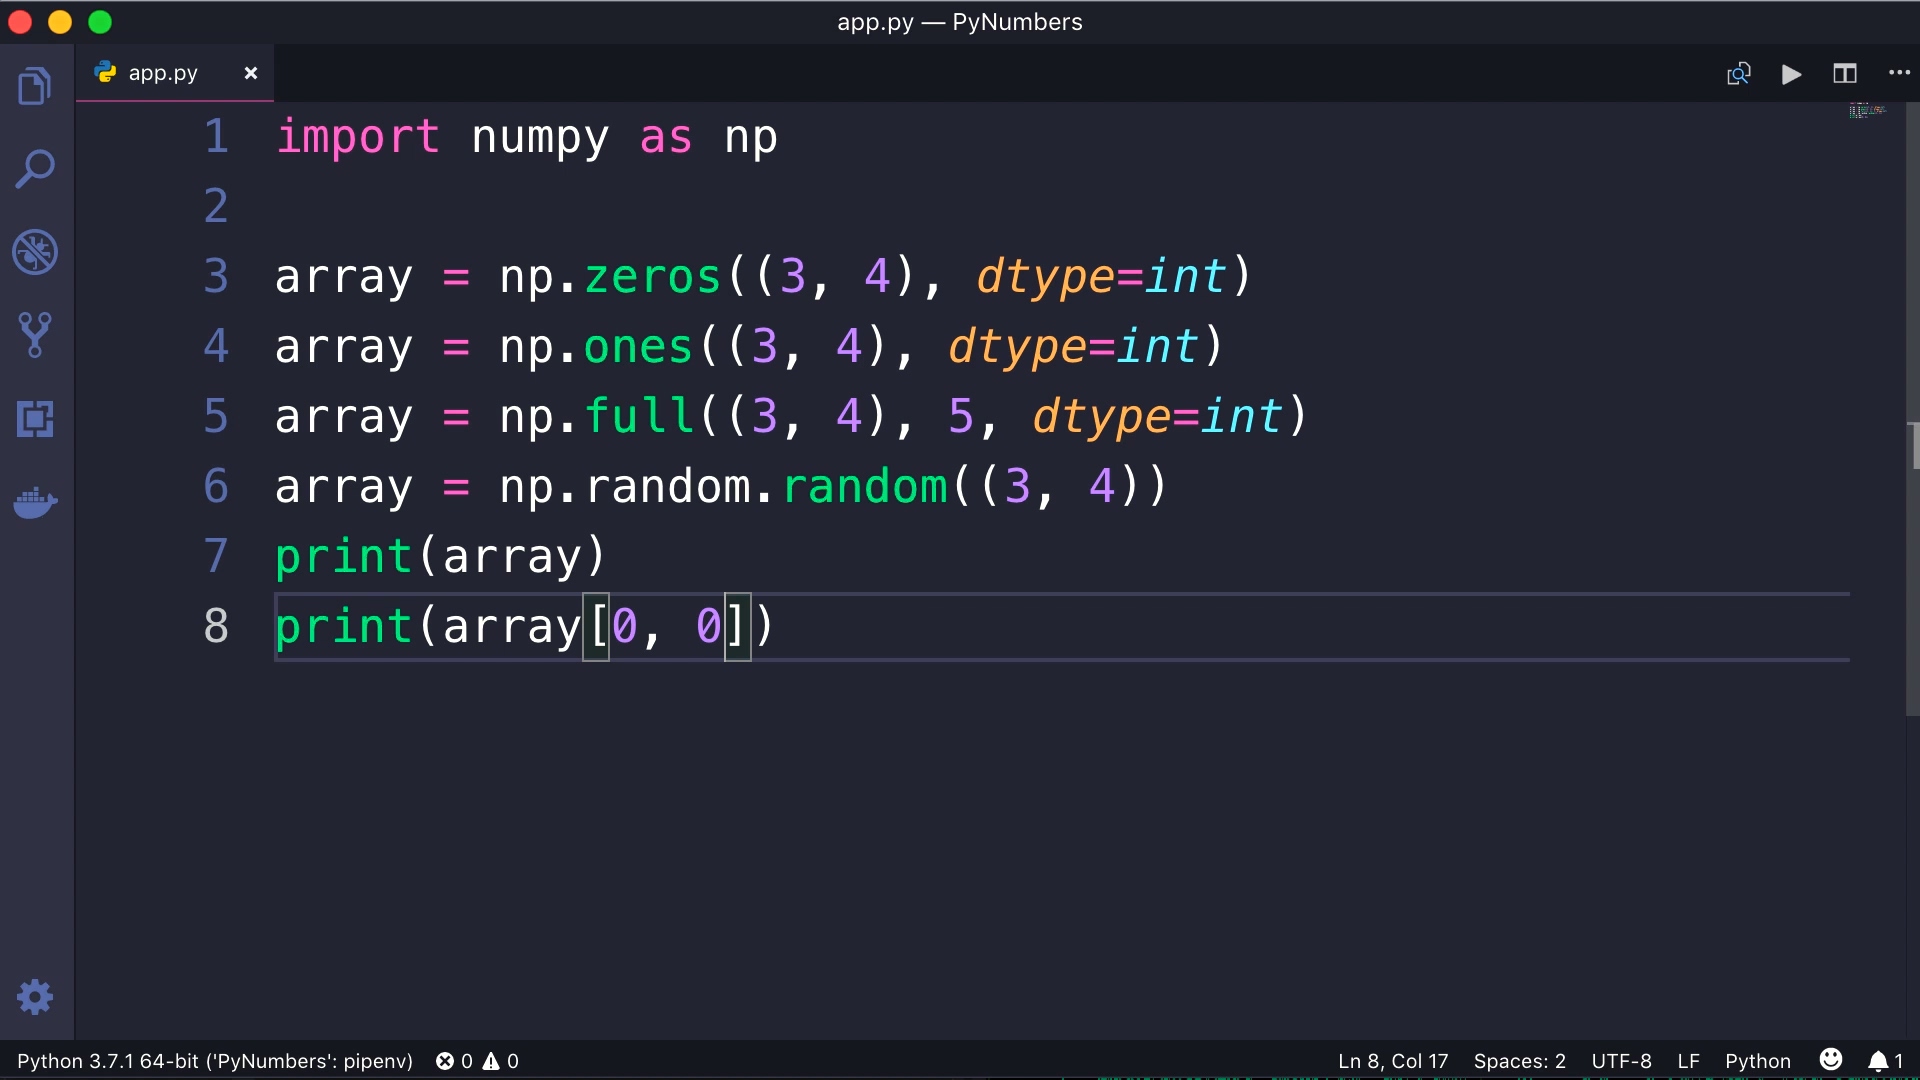 app.py — PyNumbers
app.py
1 import numpy as np
2
3 array = np.zeros((3, 4), dtype=int)
4 array = np.ones((3, 4), dtype=int)
5 array = np.full((3, 4), 5, dtype=int)
6 array = np.random.random((3, 4))
7 print(array)
8 print(array[0, 0])
Python 3.7.1 64-bit ('PyNumbers': pipenv) 0 0 Ln 8, Col 17 Spaces: 2 UTF-8 LF Python 1